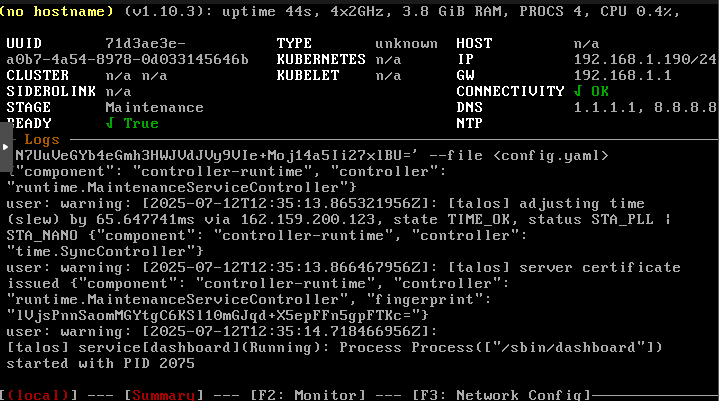 (no hostname) (v1.10.3): uptime 44s, 4x2GHz, 3.8 GiB RAM, PROCS 4, CPU 0.4%,
UUID 71d3ae3e- TYPE unknown HOST n/a
a0b7-4a54-8978-0d033145646b KUBERNETES n/a IP 192.168.1.190/24
CLUSTER n/a n/a KUBELET n/a GW 192.168.1.1
SIDEROLINK n/a CONNECTIVITY √ OK
STAGE Maintenance DNS 1.1.1.1, 8.8.8.8
READY √ True NTP
Logs
N7UuVeGYb4eGmh3HWJVdJVy9VIe+Moj14a5Ii27xlBU=' --file <config.yaml>
{"component": "controller-runtime", "controller":
"runtime.MaintenanceServiceController"}
user: warning: [2025-07-12T12:35:13.865321956Z]: [talos] adjusting time
(slew) by 65.647741ms via 162.159.200.123, state TIME_OK, status STA_PLL |
STA_NANO {"component": "controller-runtime", "controller":
"time.SyncController"}
user: warning: [2025-07-12T12:35:13.866467956Z]: [talos] server certificate
issued {"component": "controller-runtime", "controller":
"runtime.MaintenanceServiceController", "fingerprint":
"lVjsPnnSaomMGYtgC6KSl10mGJqd+X5epFFn5gpFTKc="}
user: warning: [2025-07-12T12:35:14.718466956Z]:
[talos] service[dashboard](Running): Process Process(["/sbin/dashboard"])
started with PID 2075
[(local)] --- [Summary] --- [F2: Monitor] --- [F3: Network Config]